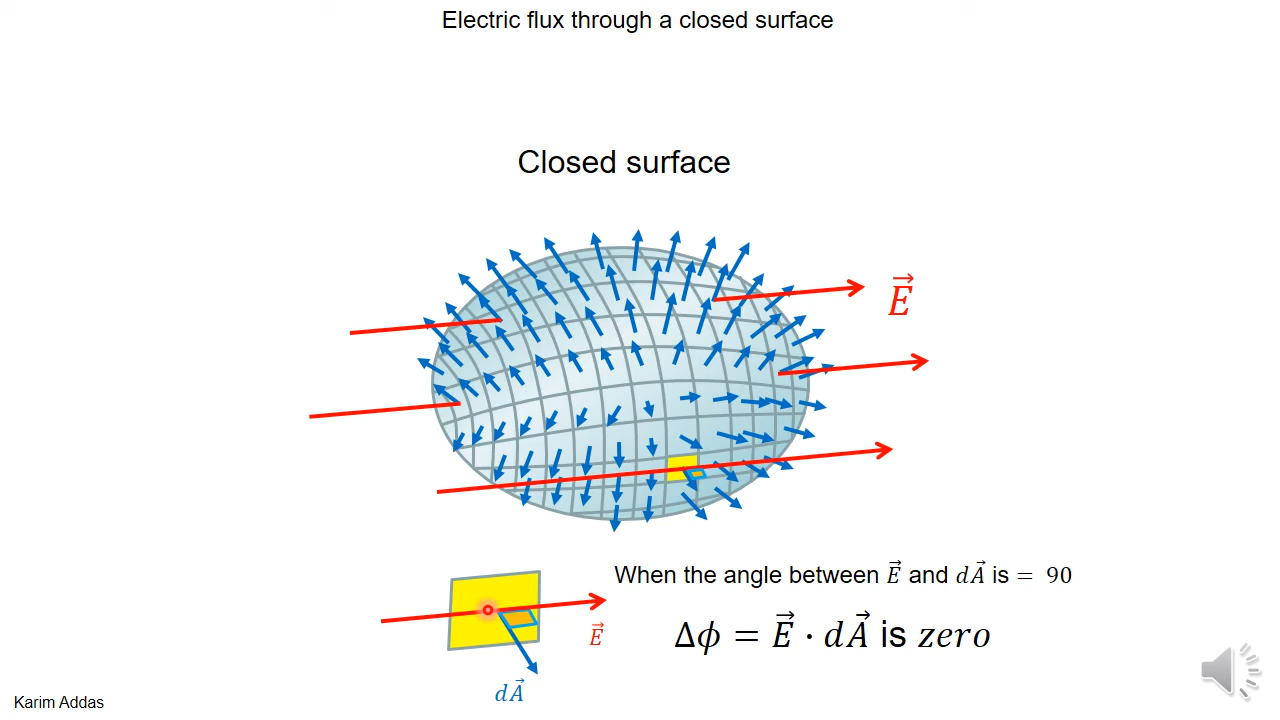 Electric flux through a closed surface
Closed surface
E⃗
When the angle between E⃗ and dA⃗ is = 90
Δϕ = E⃗ · dA⃗ is zero
E⃗
dA⃗
Karim Addas